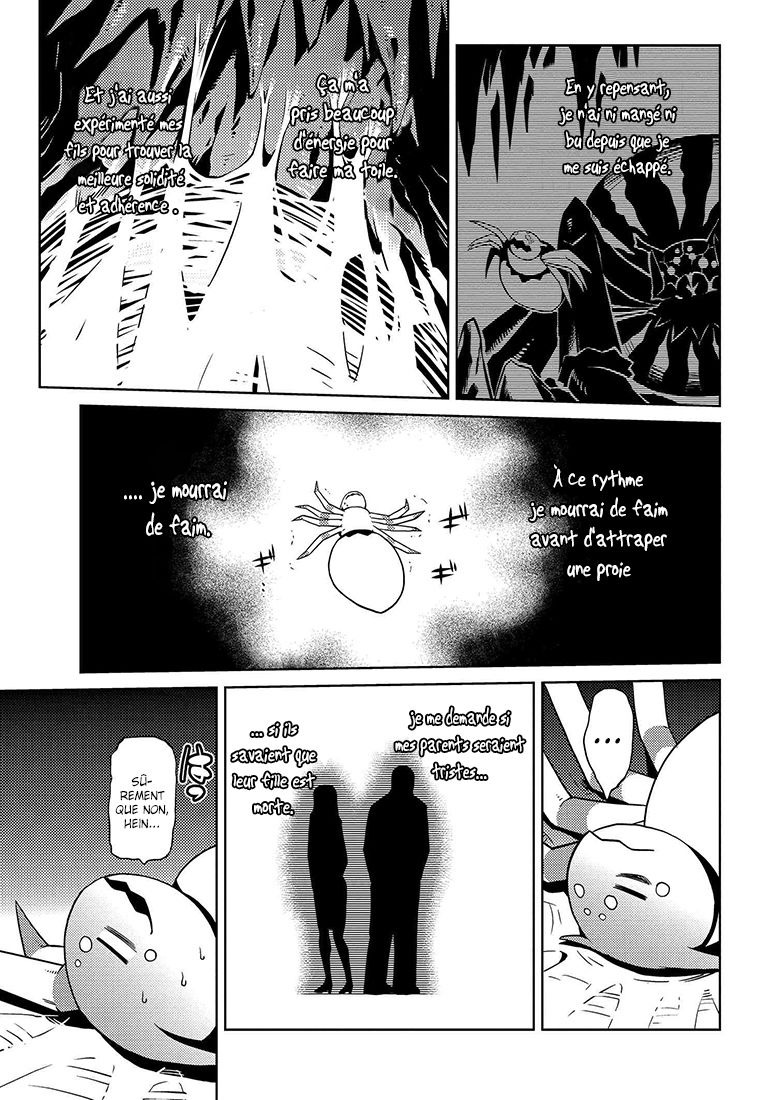 En y repensant,
je n'ai ni mangé ni
bu depuis que je
me suis échappé.
Ça m'a
pris beaucoup
d'énergie pour
faire ma toile.
Et j'ai aussi
expérimenté mes
fils pour trouver la
meilleure solidité
et adhérence .
À ce rythme
je mourrai de faim
avant d'attraper
une proie
.... je mourrai
de faim.
...
je me demande si
mes parents seraient
tristes...
... si ils
savaient que
leur fille est
morte.
SÛ-
REMENT
QUE NON,
HEIN...